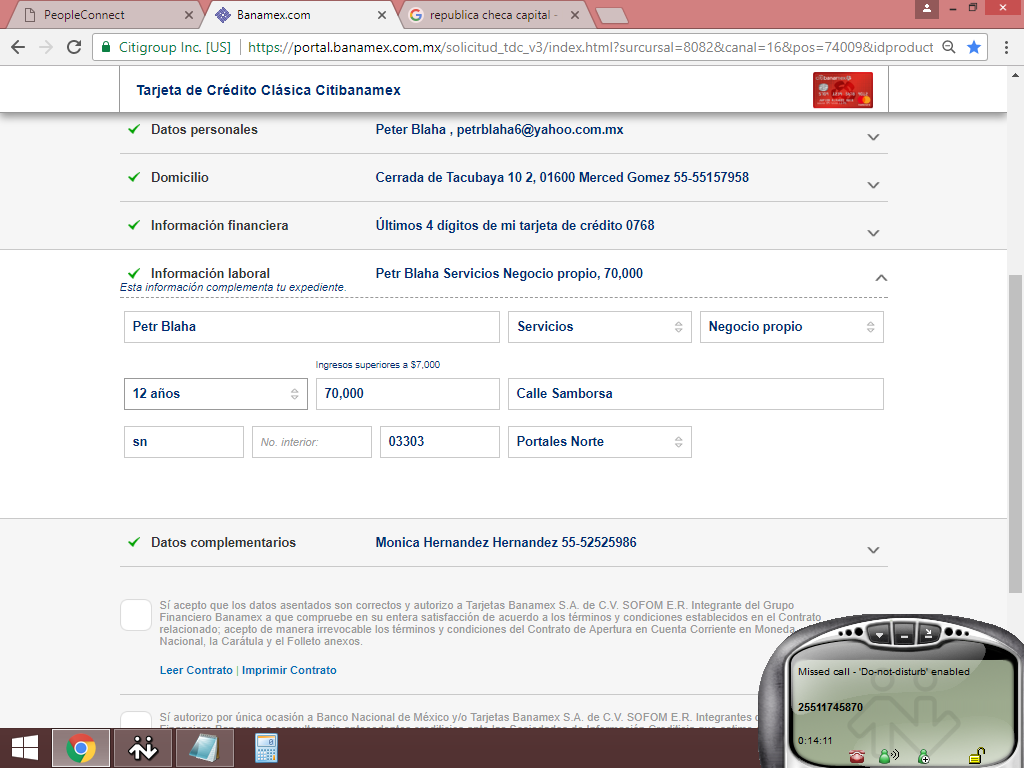 PeopleConnect
Banamex.com
republica checa capital -
Citigroup Inc. [US]
https://portal.banamex.com.mx/solicitud_tdc_v3/index.html?surcursal=8082&canal=16&pos=74009&idproduct
Tarjeta de Crédito Clásica Citibanamex
Datos personales Peter Blaha , petrblaha6@yahoo.com.mx
Domicilio Cerrada de Tacubaya 10 2, 01600 Merced Gomez 55-55157958
Información financiera Últimos 4 dígitos de mi tarjeta de crédito 0768
Información laboral Petr Blaha Servicios Negocio propio, 70,000
Esta información complementa tu expediente.
Petr Blaha Servicios Negocio propio
Ingresos superiores a $7,000
12 años 70,000 Calle Samborsa
sn No. interior: 03303 Portales Norte
Datos complementarios Monica Hernandez Hernandez 55-52525986
Sí acepto que los datos asentados son correctos y autorizo a Tarjetas Banamex S.A. de C.V. SOFOM E.R. Integrante del Grupo
Financiero Banamex a que compruebe en su entera satisfacción de acuerdo a los términos y condiciones establecidos en el Contrato
relacionado; acepto de manera irrevocable los términos y condiciones del Contrato de Apertura en Cuenta Corriente en Moneda
Nacional, la Carátula y el Folleto anexos.
Leer Contrato | Imprimir Contrato
Sí autorizo por única ocasión a Banco Nacional de México y/o Tarjetas Banamex S.A. de C.V. SOFOM E.R. Integrantes
Missed call - 'Do-not-disturb' enabled
25511745870
0:14:11